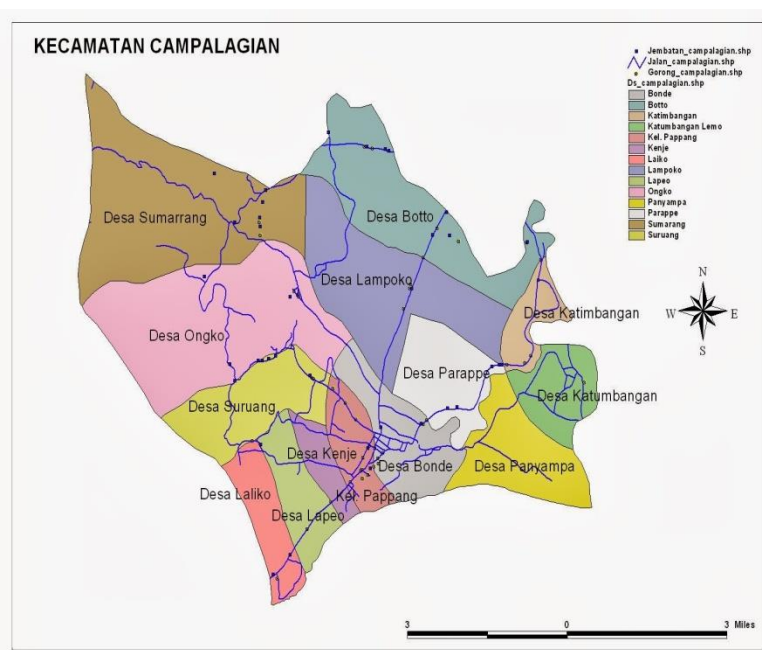 KECAMATAN CAMPALAGIAN
Jembatan_campalagian.shp
Jalan_campalagian.shp
Gorong_campalagian.shp
Ds_campalagian.shp
Bonde
Botto
Katimbangan
Katumbangan Lemo
Kel. Pappang
Kenje
Laiko
Lampoko
Lapeo
Ongko
Panyampa
Parappe
Sumarang
Suruang
Desa Sumarrang
Desa Botto
Desa Lampoko
Desa Katimbangan
Desa Ongko
Desa Parappe
Desa Katumbangan
Desa Suruang
Desa Kenje
Desa Bonde
Desa Panyampa
Desa Laliko
Kel. Pappang
Desa Lapeo
N
W
E
S
3
0
3 Miles